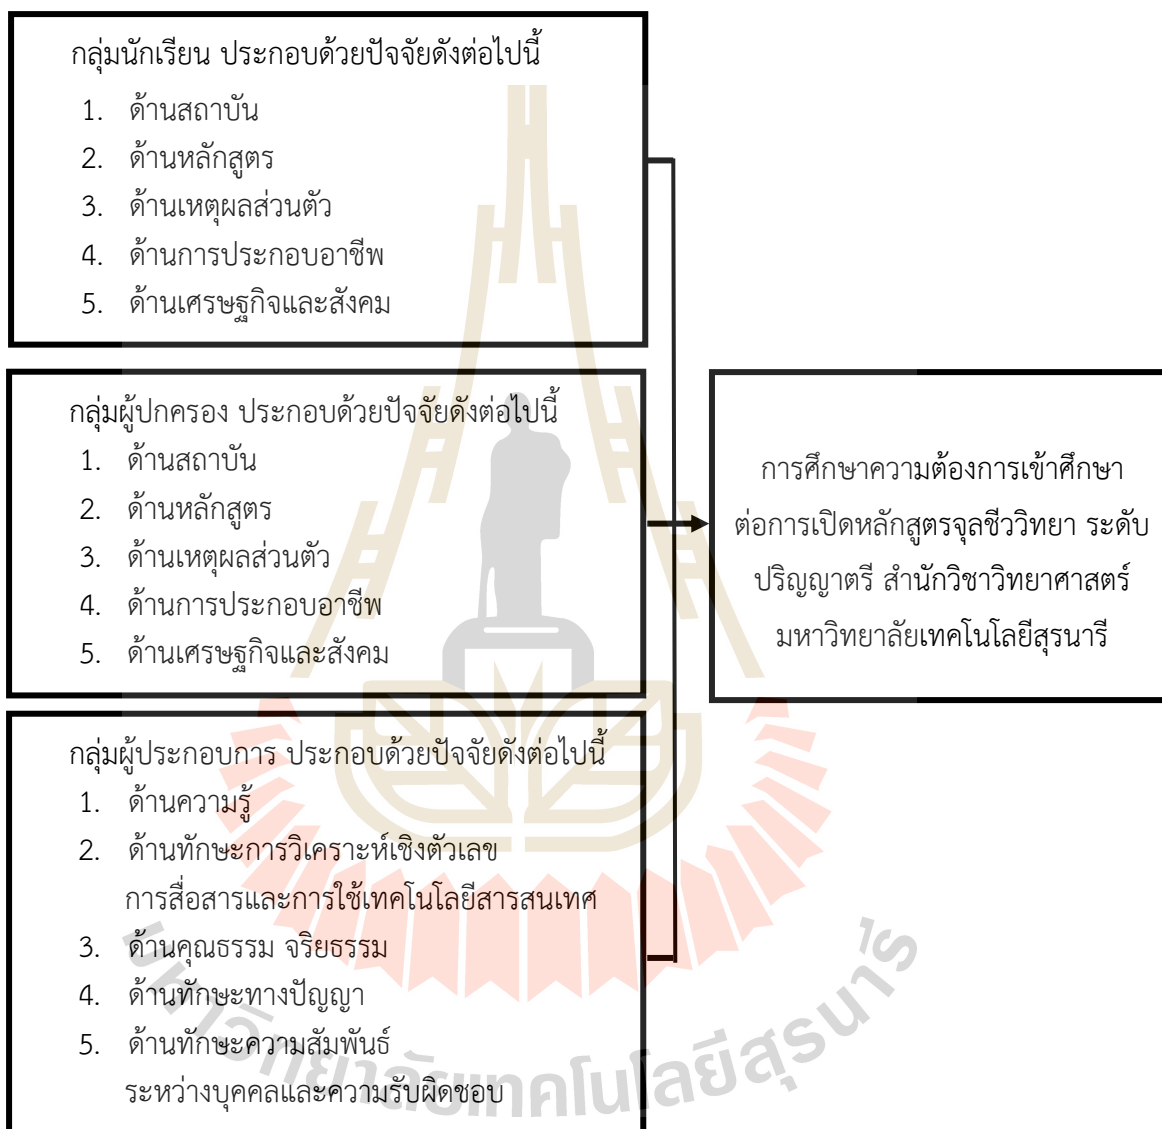 กลุ่มนักเรียน ประกอบด้วยปัจจัยดังต่อไปนี้
1. ด้านสถาบัน
2. ด้านหลักสูตร
3. ด้านเหตุผลส่วนตัว
4. ด้านการประกอบอาชีพ
5. ด้านเศรษฐกิจและสังคม
กลุ่มผู้ปกครอง ประกอบด้วยปัจจัยดังต่อไปนี้
1. ด้านสถาบัน
2. ด้านหลักสูตร
3. ด้านเหตุผลส่วนตัว
4. ด้านการประกอบอาชีพ
5. ด้านเศรษฐกิจและสังคม
กลุ่มผู้ประกอบการ ประกอบด้วยปัจจัยดังต่อไปนี้
1. ด้านความรู้
2. ด้านทักษะการวิเคราะห์เชิงตัวเลข
การสื่อสารและการใช้เทคโนโลยีสารสนเทศ
3. ด้านคุณธรรม จริยธรรม
4. ด้านทักษะทางปัญญา
5. ด้านทักษะความสัมพันธ์
ระหว่างบุคคลและความรับผิดชอบ
การศึกษาความต้องการเข้าศึกษา
ต่อการเปิดหลักสูตรจุลชีววิทยา ระดับ
ปริญญาตรี สำนักวิชาวิทยาศาสตร์
มหาวิทยาลัยเทคโนโลยีสุรนารี
มหาวิทยาลัยเทคโนโลยีสุรนารี